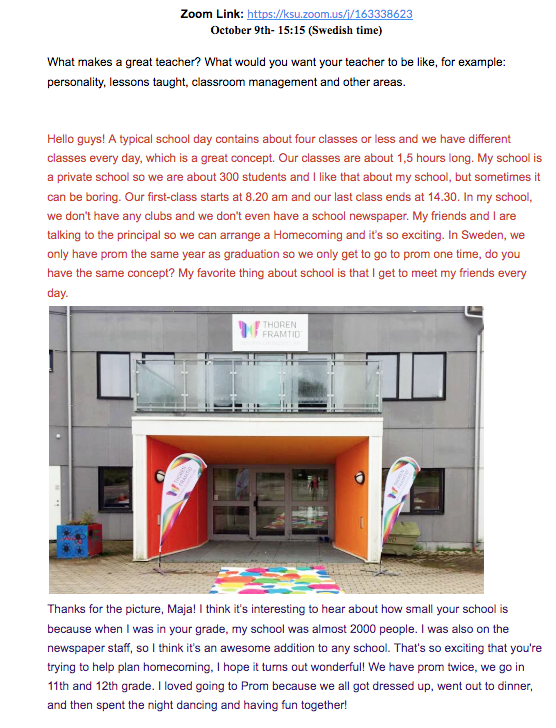 Zoom Link: https://ksu.zoom.us/j/163338623
October 9th- 15:15 (Swedish time)
What makes a great teacher? What would you want your teacher to be like, for example:
personality, lessons taught, classroom management and other areas.
Hello guys! A typical school day contains about four classes or less and we have different
classes every day, which is a great concept. Our classes are about 1,5 hours long. My school is
a private school so we are about 300 students and I like that about my school, but sometimes it
can be boring. Our first-class starts at 8.20 am and our last class ends at 14.30. In my school,
we don't have any clubs and we don't even have a school newspaper. My friends and I are
talking to the principal so we can arrange a Homecoming and it's so exciting. In Sweden, we
only have prom the same year as graduation so we only get to go to prom one time, do you
have the same concept? My favorite thing about school is that I get to meet my friends every
day.
THOREN
FRAMTID
THOREN
FRAMTID
THOREN
FRAMTID
Thanks for the picture, Maja! I think it's interesting to hear about how small your school is
because when I was in your grade, my school was almost 2000 people. I was also on the
newspaper staff, so I think it's an awesome addition to any school. That's so exciting that you're
trying to help plan homecoming, I hope it turns out wonderful! We have prom twice, we go in
11th and 12th grade. I loved going to Prom because we all got dressed up, went out to dinner,
and then spent the night dancing and having fun together!